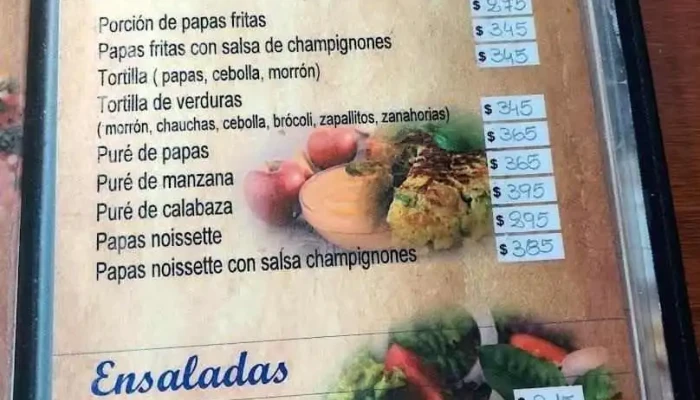 Porción de papas fritas $ 275
Papas fritas con salsa de champignones $ 345
Tortilla ( papas, cebolla, morrón) $ 345
Tortilla de verduras
( morrón, chauchas, cebolla, brócoli, zapallitos, zanahorias) $ 345
Puré de papas $ 365
Puré de manzana $ 365
Puré de calabaza $ 395
Papas noissette $ 295
Papas noissette con salsa champignones $ 385
Ensaladas